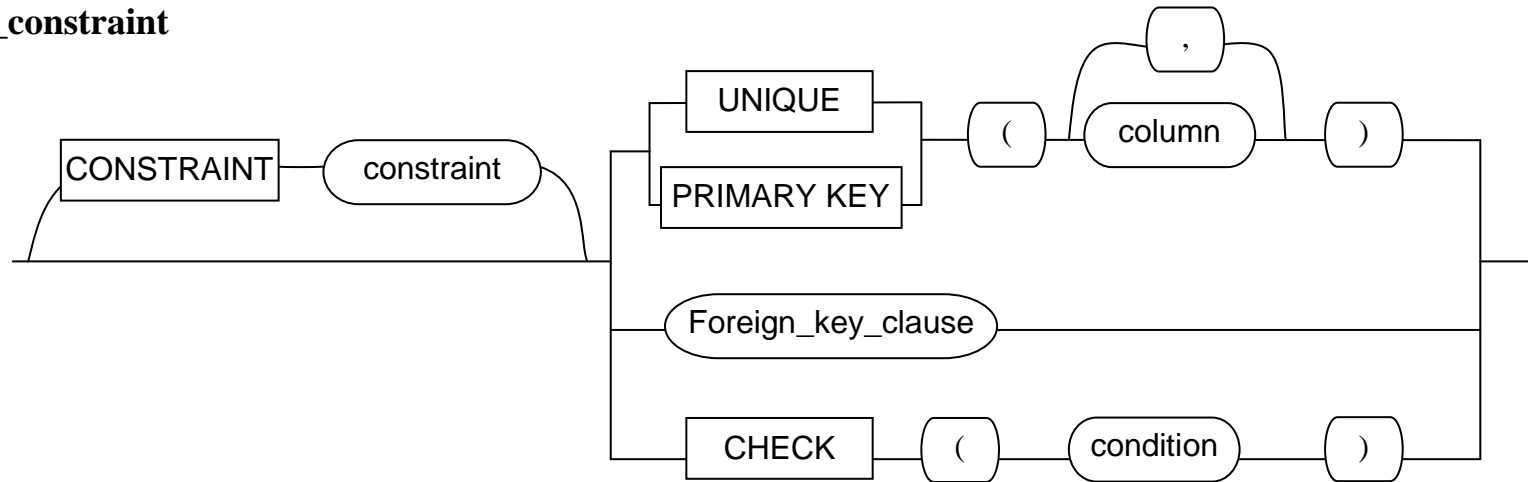 _constraint
,
UNIQUE
( column )
CONSTRAINT constraint
PRIMARY KEY
Foreign_key_clause
CHECK ( condition )